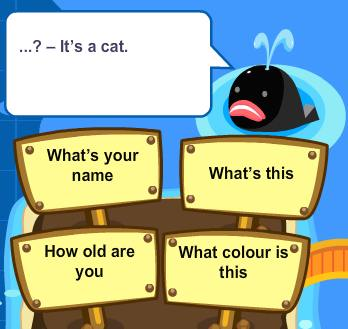 ...? – It’s a cat.
What’s your
name
What’s this
How old are
you
What colour is
this